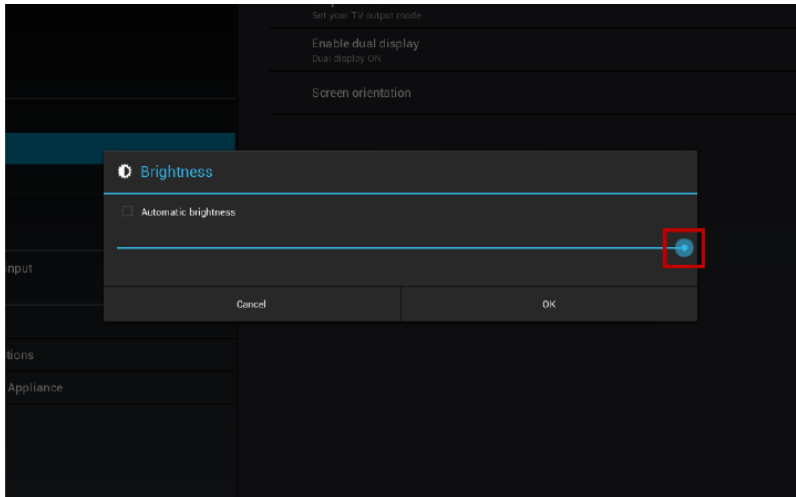 Set your TV output mode
Enable dual display
Dual display ON
Screen orientation
Brightness
Automatic brightness
nput
Cancel
OK
tions
Appliance